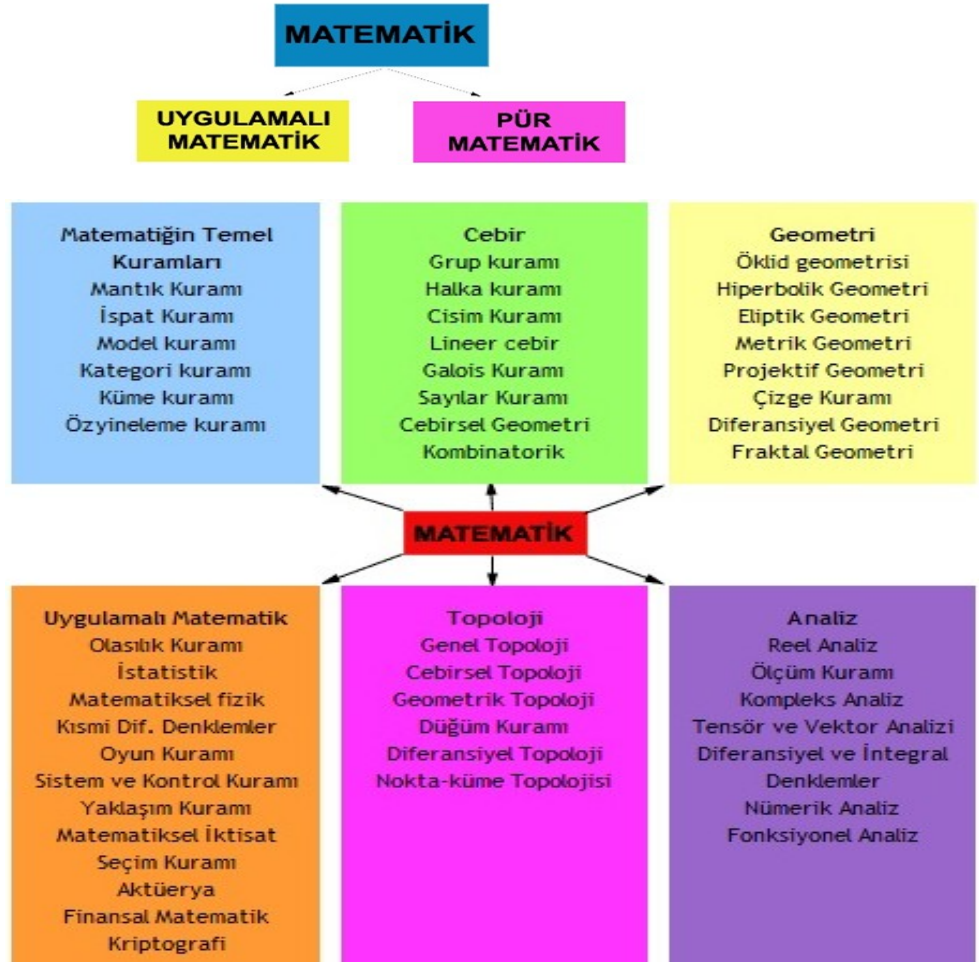 MATEMATİK
UYGULAMALI
MATEMATİK
PÜR
MATEMATİK
Matematiğin Temel
Kuramları
Mantık Kuramı
İspat Kuramı
Model kuramı
Kategori kuramı
Küme kuramı
Özyineleme kuramı
Cebir
Grup kuramı
Halka kuramı
Cisim Kuramı
Lineer cebir
Galois Kuramı
Sayılar Kuramı
Cebirsel Geometri
Kombinatorik
Geometri
Öklid geometrisi
Hiperbolik Geometri
Eliptik Geometri
Metrik Geometri
Projektif Geometri
Çizge Kuramı
Diferansiyel Geometri
Fraktal Geometri
MATEMATİK
Uygulamalı Matematik
Olasılık Kuramı
İstatistik
Matematiksel fizik
Kısmi Dif. Denklemler
Oyun Kuramı
Sistem ve Kontrol Kuramı
Yaklaşım Kuramı
Matematiksel İktisat
Seçim Kuramı
Aktüerya
Finansal Matematik
Kriptografi
Topoloji
Genel Topoloji
Cebirsel Topoloji
Geometrik Topoloji
Düğüm Kuramı
Diferansiyel Topoloji
Nokta-küme Topolojisi
Analiz
Reel Analiz
Ölçüm Kuramı
Kompleks Analiz
Tensör ve Vektor Analizi
Diferansiyel ve İntegral
Denklemler
Nümerik Analiz
Fonksiyonel Analiz